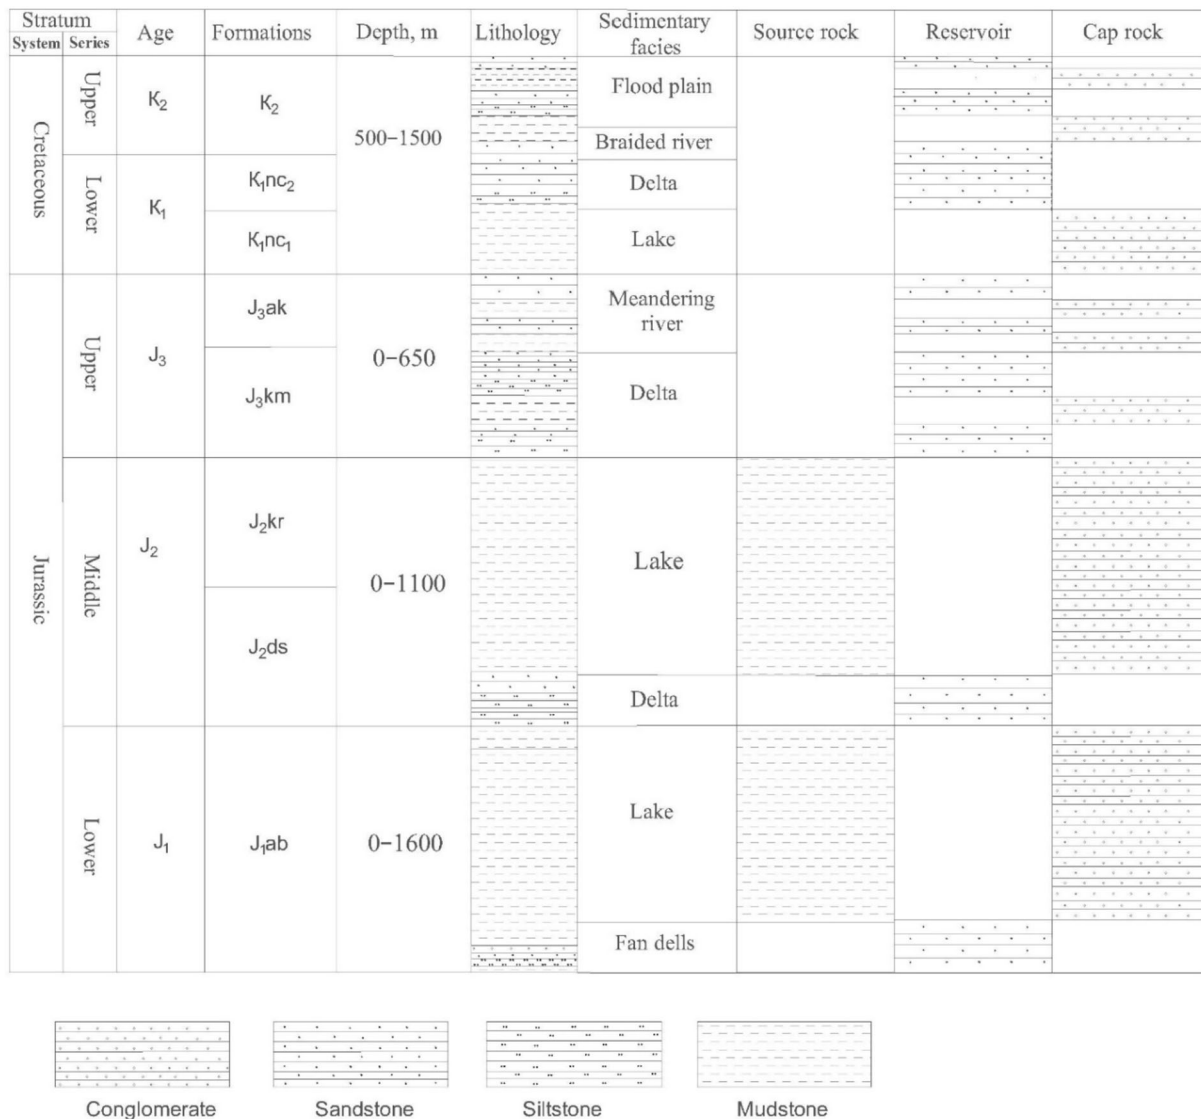 Stratum
System Series
Age
Formations
Depth, m
Lithology
Sedimentary
facies
Source rock
Reservoir
Cap rock
Cretaceous
Upper
K2
K2
500–1500
Flood plain
Braided river
Lower
K1
K1nc2
Delta
K1nc1
Lake
Jurassic
Upper
J3
J3ak
0–650
Meandering
river
J3km
Delta
Middle
J2
J2kr
0–1100
Lake
J2ds
Delta
Lower
J1
J1ab
0–1600
Lake
Fan dells
Conglomerate
Sandstone
Siltstone
Mudstone